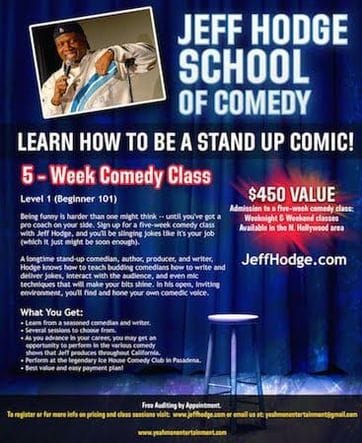 JEFF HODGE
SCHOOL
OF COMEDY
LEARN HOW TO BE A STAND UP COMIC!
5 - Week Comedy Class
Level 1 (Beginner 101)
Being funny is harder than one might think -- until you've got a
pro coach on your side. Sign up for a five-week comedy class
with Jeff Hodge, and you'll be slinging jokes like it's your job
(which it just might be soon enough).
A longtime stand-up comedian, author, producer, and writer,
Hodge knows how to teach budding comedians how to write and
deliver jokes, interact with the audience, and even mic
techniques that will make your bits shine. In his open, inviting
environment, you'll find and hone your own comedic voice.
$450 VALUE
Admission to a five-week comedy class:
Weeknight & Weekend classes
Available in the N. Hollywood area
JeffHodge.com
What You Get:
• Learn from a seasoned comedian and writer.
• Several sessions to choose from.
• As you advance in your career, you may get an
opportunity to perform in the various comedy
shows that Jeff produces throughout California.
• Perform at the legendary Ice House Comedy Club in Pasadena.
• Best value and easy payment plan!
Free Auditing by Appointment.
To register or for more info on pricing and class sessions visit: www.jeffhodge.com or email us at: yeahmonentertainment@gmail.com
www.yeahmonentertainment.com